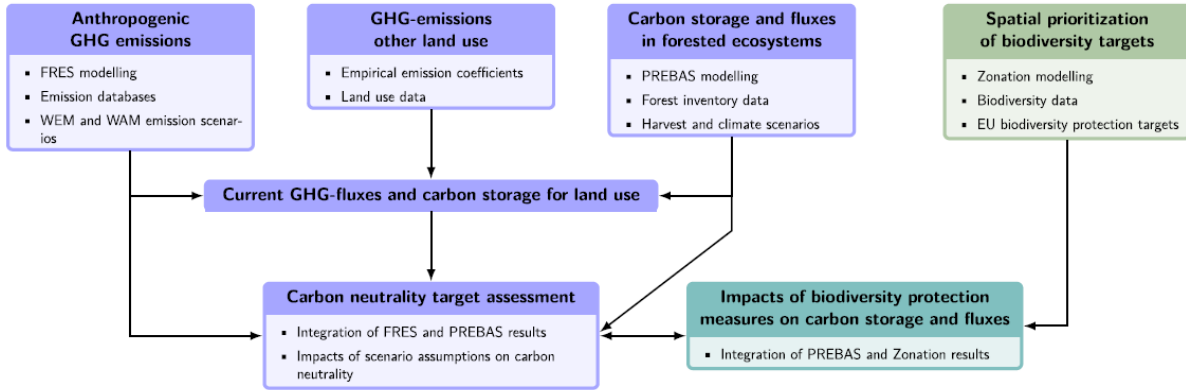 Anthropogenic
GHG emissions
▪ FRES modelling
▪ Emission databases
▪ WEM and WAM emission scenar-
ios
GHG-emissions
other land use
▪ Empirical emission coefficients
▪ Land use data
Carbon storage and fluxes
in forested ecosystems
▪ PREBAS modelling
▪ Forest inventory data
▪ Harvest and climate scenarios
Spatial prioritization
of biodiversity targets
▪ Zonation modelling
▪ Biodiversity data
▪ EU biodiversity protection targets
Current GHG-fluxes and carbon storage for land use
Carbon neutrality target assessment
▪ Integration of FRES and PREBAS results
▪ Impacts of scenario assumptions on carbon
neutrality
Impacts of biodiversity protection
measures on carbon storage and fluxes
▪ Integration of PREBAS and Zonation results